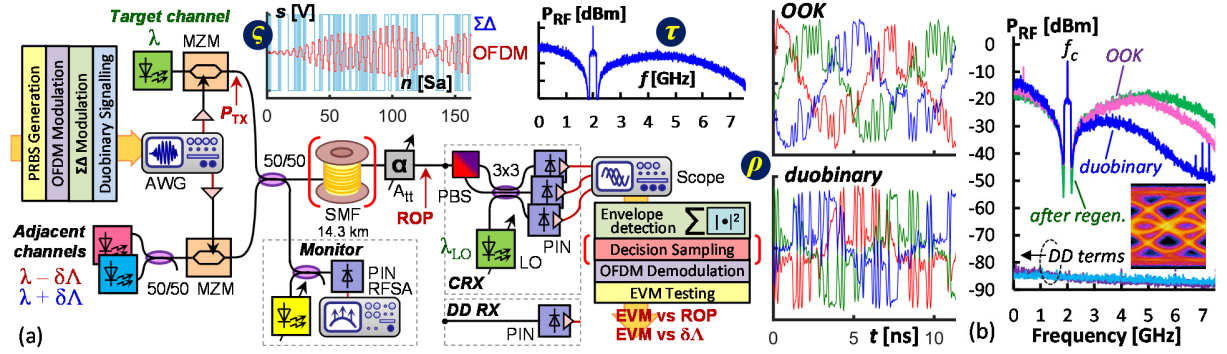 Target channel
λ
MZM
P_TX
PRBS Generation
OFDM Modulation
ΣΔ Modulation
Duobinary Signalling
AWG
Adjacent channels
λ − δΛ
λ + δΛ
50/50
MZM
(a)
ς
s [V]
ΣΔ
OFDM
n [Sa]
0
50
100
150
50/50
SMF
14.3 km
Monitor
PIN
RFSA
α
A_tt
ROP
P_RF [dBm]
τ
f [GHz]
0 1 2 3 4 5 6 7
PBS
3x3
PIN
λ_LO
LO
CRX
DD RX
PIN
Scope
Envelope detection
∑ |•|²
Decision Sampling
OFDM Demodulation
EVM Testing
EVM vs ROP
EVM vs δΛ
ρ
OOK
duobinary
0
5
10
t [ns]
(b)
P_RF [dBm]
f_c
OOK
0
-10
-20
-30
-40
-50
-60
-70
-80
-90
duobinary
after regen.
DD terms
0 1 2 3 4 5 6 7
Frequency [GHz]